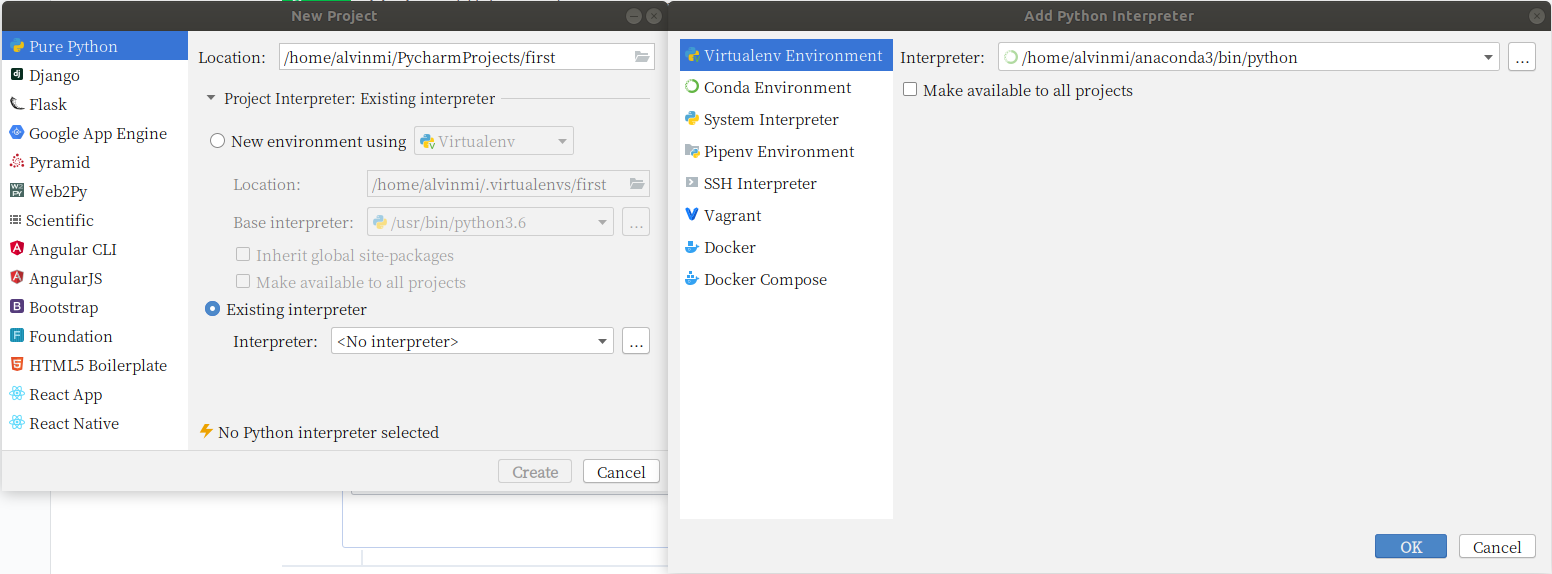 New Project
Pure Python
Django
Flask
Google App Engine
Pyramid
Web2Py
Scientific
Angular CLI
AngularJS
Bootstrap
Foundation
HTML5 Boilerplate
React App
React Native
Location: /home/alvinmi/PycharmProjects/first
Project Interpreter: Existing interpreter
New environment using Virtualenv
Location: /home/alvinmi/.virtualenvs/first
Base interpreter: /usr/bin/python3.6 ...
Inherit global site-packages
Make available to all projects
Existing interpreter
Interpreter: <No interpreter> ...
No Python interpreter selected
Create Cancel
Add Python Interpreter
Virtualenv Environment
Conda Environment
System Interpreter
Pipenv Environment
SSH Interpreter
Vagrant
Docker
Docker Compose
Interpreter: /home/alvinmi/anaconda3/bin/python ...
Make available to all projects
OK Cancel